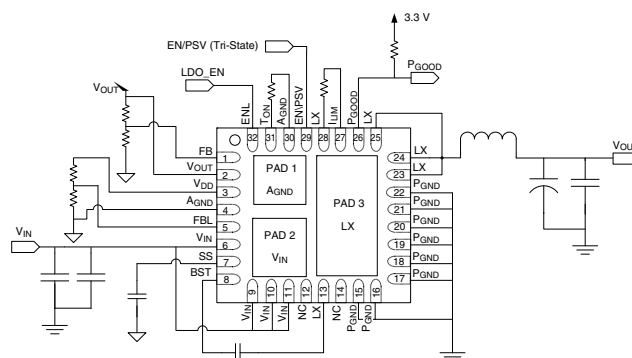 3.3 V
EN/PSV (Tri-State)
PGOOD
LDO_EN
VOUT
ENL
TON
AGND
EN\PSV
LX
ILIM
PGOOD
LX
32 31 30 29 28 27 26 25
FB 1
VOUT 2
VDD 3
AGND 4
FBL 5
VIN 6
SS 7
BST 8
VIN
PAD 1
AGND
PAD 2
VIN
PAD 3
LX
24 LX
23 LX
22 PGND
21 PGND
20 PGND
19 PGND
18 PGND
17 PGND
9 10 11 12 13 14 15 16
VIN
VIN
VIN
NC
LX
NC
PGND
PGND